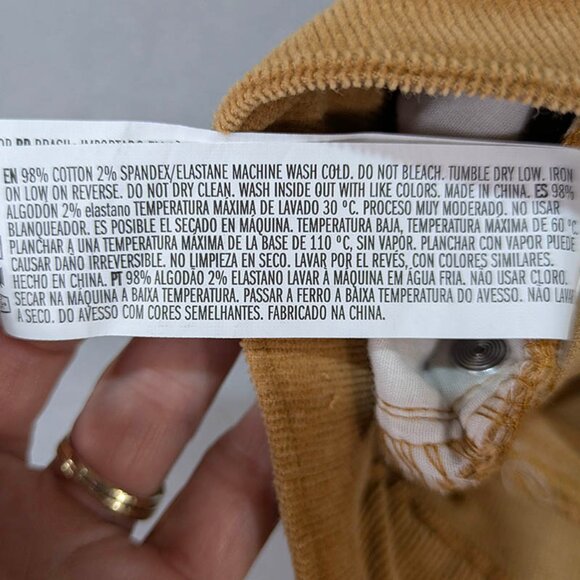 EN 98% COTTON 2% SPANDEX/ELASTANE MACHINE WASH COLD. DO NOT BLEACH. TUMBLE DRY LOW. IRON
ON LOW ON REVERSE. DO NOT DRY CLEAN. WASH INSIDE OUT WITH LIKE COLORS. MADE IN CHINA. ES 98%
ALGODÓN 2% elastano TEMPERATURA MÁXIMA DE LAVADO 30 °C. PROCESO MUY MODERADO. NO USAR
BLANQUEADOR. ES POSIBLE EL SECADO EN MÁQUINA. TEMPERATURA BAJA, TEMPERATURA MÁXIMA DE 60 °C
PLANCHAR A UNA TEMPERATURA MÁXIMA DE LA BASE DE 110 °C, SIN VAPOR. PLANCHAR CON VAPOR PUEDE
CAUSAR DAÑO IRREVERSIBLE. NO LIMPIEZA EN SECO. LAVAR POR EL REVÉS, CON COLORES SIMILARES.
HECHO EN CHINA. PT 98% ALGODÃO 2% ELASTANO LAVAR À MÁQUINA EM ÁGUA FRIA. NÃO USAR CLORO.
SECAR NA MÁQUINA A BAIXA TEMPERATURA. PASSAR A FERRO A BAIXA TEMPERATURA DO AVESSO. NÃO LAVAR
A SECO. DO AVESSO COM CORES SEMELHANTES. FABRICADO NA CHINA.